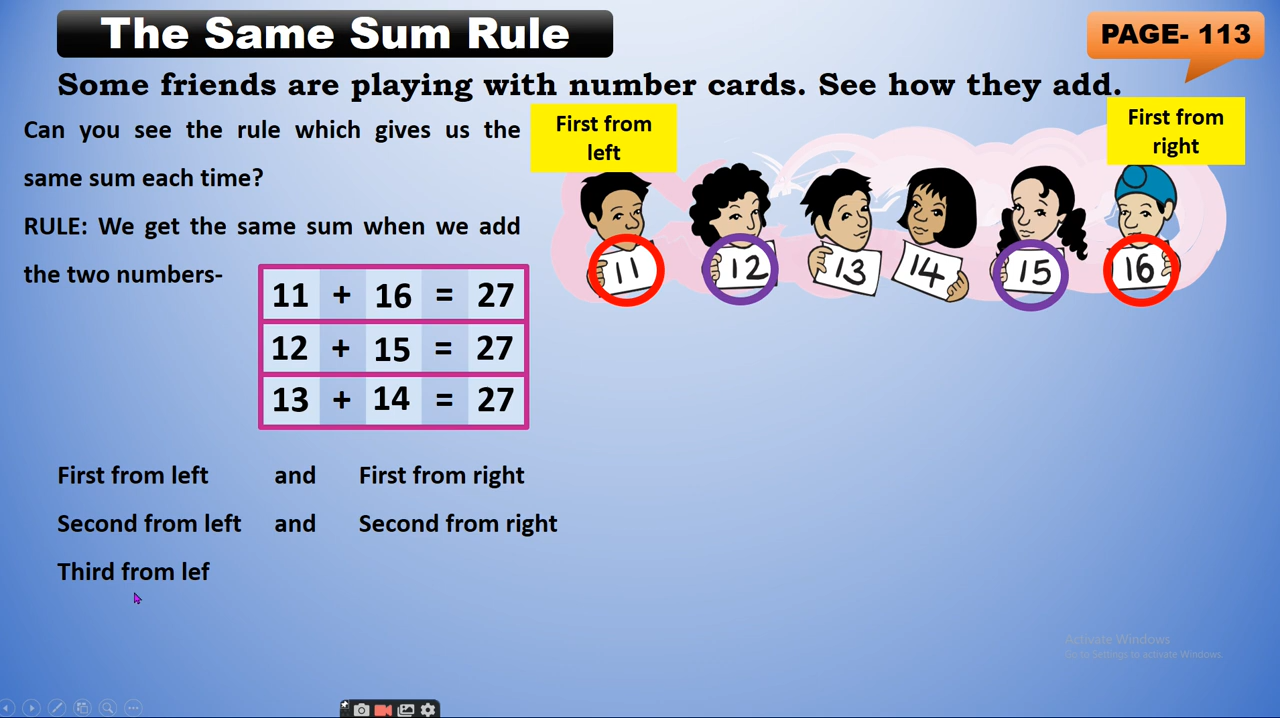 The Same Sum Rule
PAGE- 113
Some friends are playing with number cards. See how they add.
Can you see the rule which gives us the
same sum each time?
RULE: We get the same sum when we add
the two numbers-
First from
left
First from
right
11 12 13 14 15 16
11 + 16 = 27
12 + 15 = 27
13 + 14 = 27
First from left and First from right
Second from left and Second from right
Third from lef
Activate Windows
Go to Settings to activate Windows.